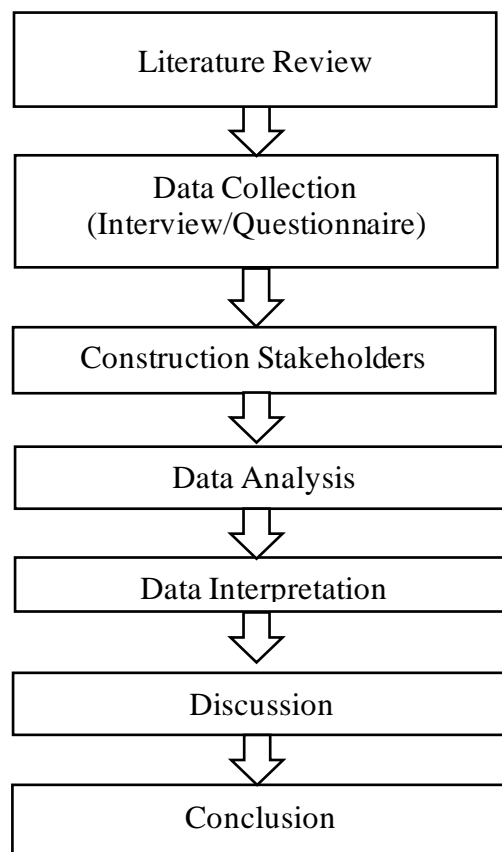 Literature Review
Data Collection
(Interview/Questionnaire)
Construction Stakeholders
Data Analysis
Data Interpretation
Discussion
Conclusion